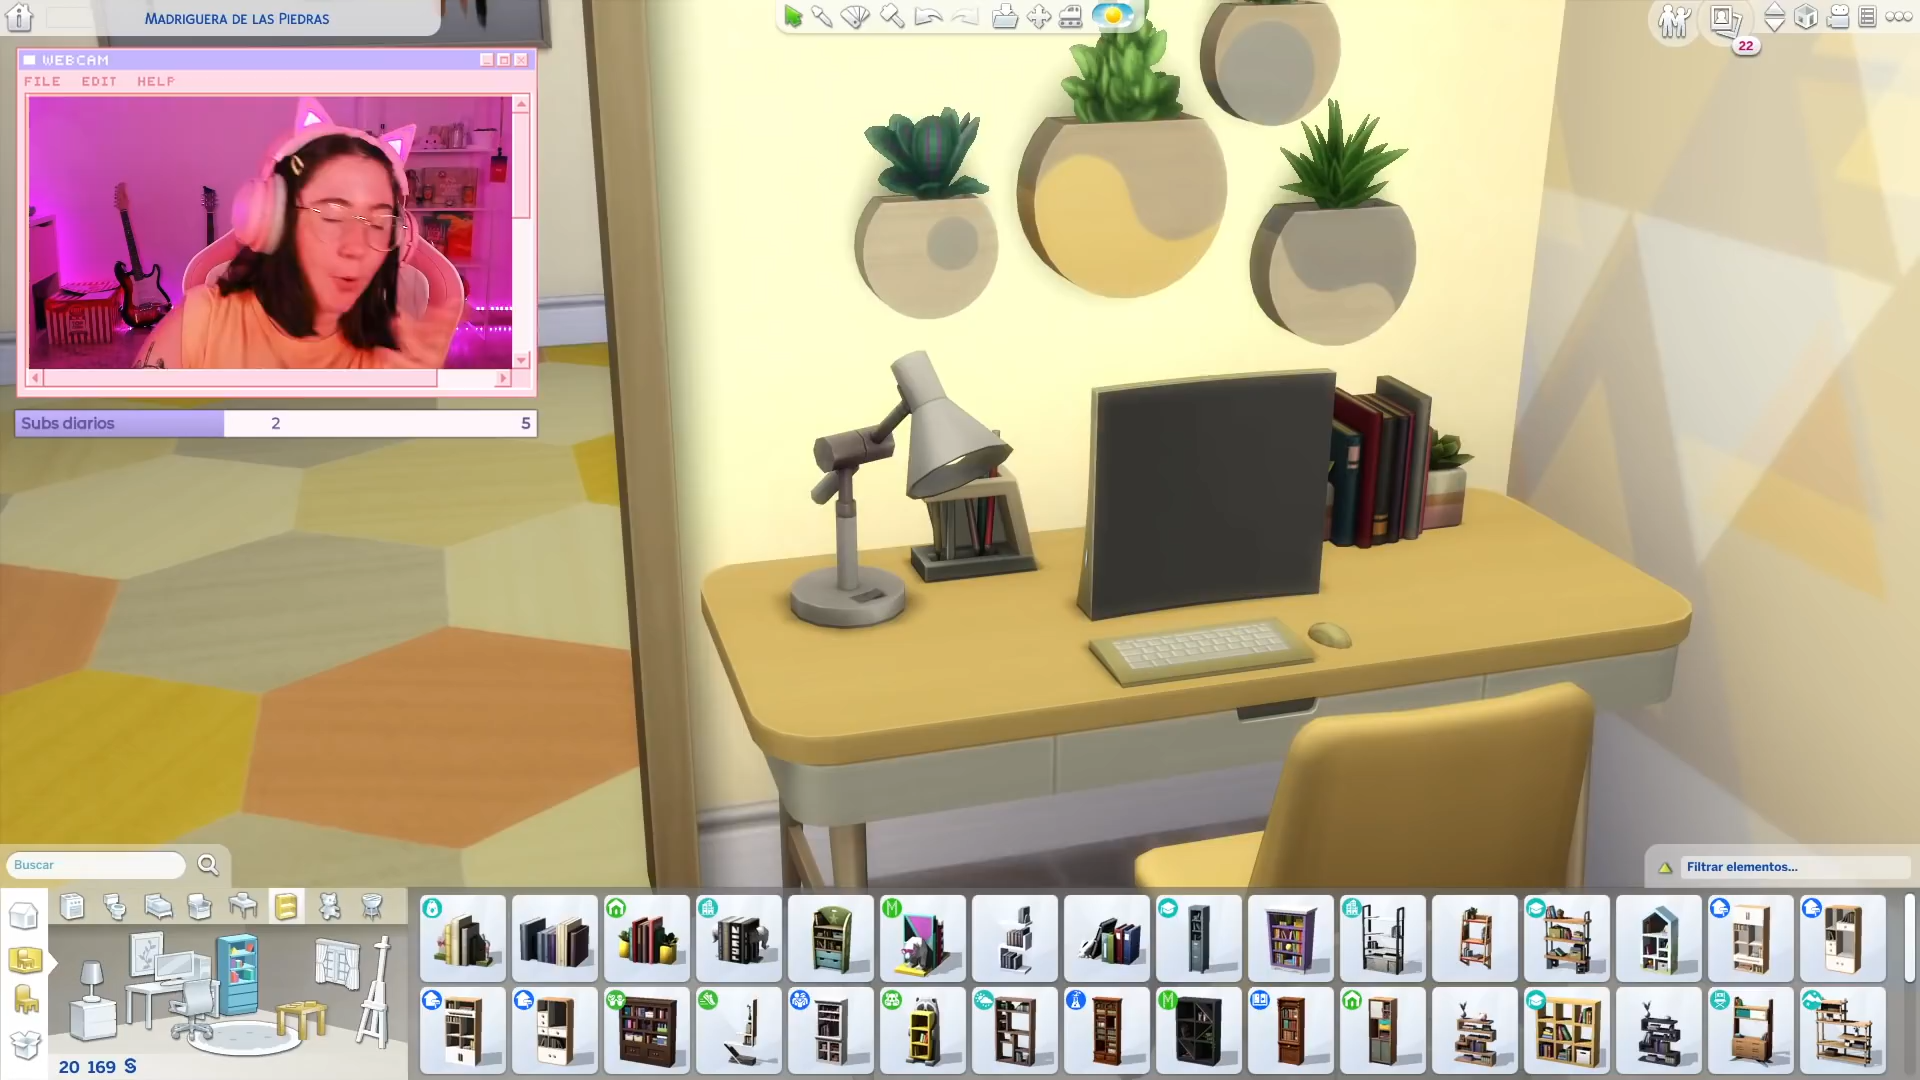 MADRIGUERA DE LAS PIEDRAS
22
WEBCAM
FILE EDIT HELP
Subs diarios 2 5
Buscar
Filtrar elementos...
20 169 $